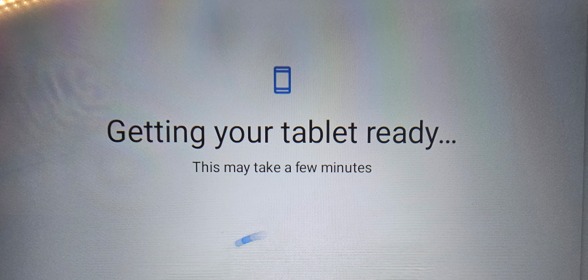 Getting your tablet ready...
This may take a few minutes